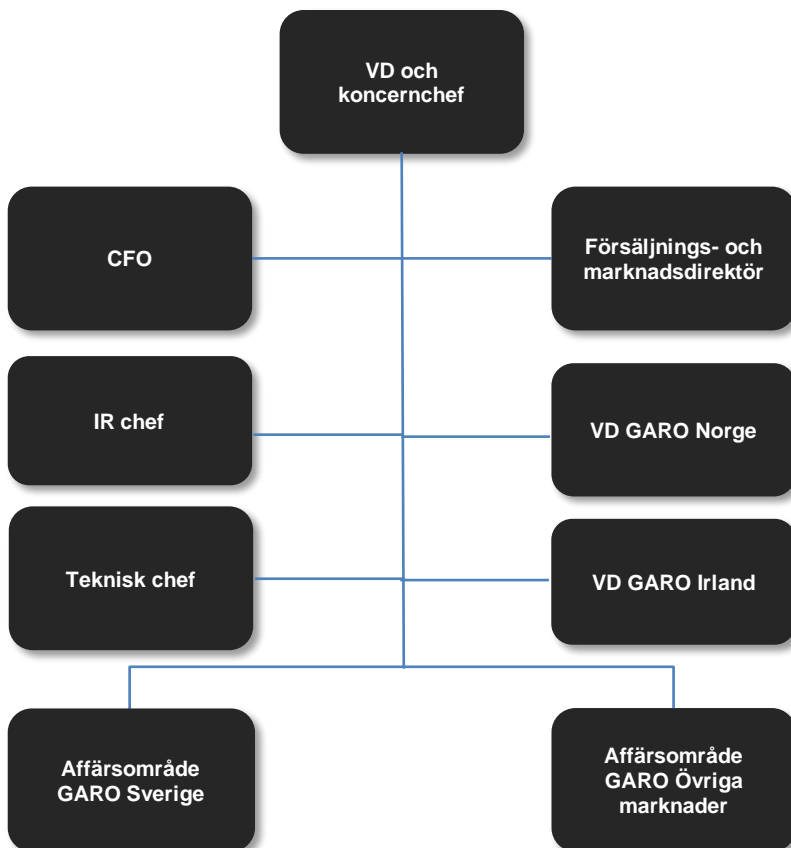 VD och
koncernchef
CFO
Försäljnings- och
marknadsdirektör
IR chef
VD GARO Norge
Teknisk chef
VD GARO Irland
Affärsområde
GARO Sverige
Affärsområde
GARO Övriga
marknader